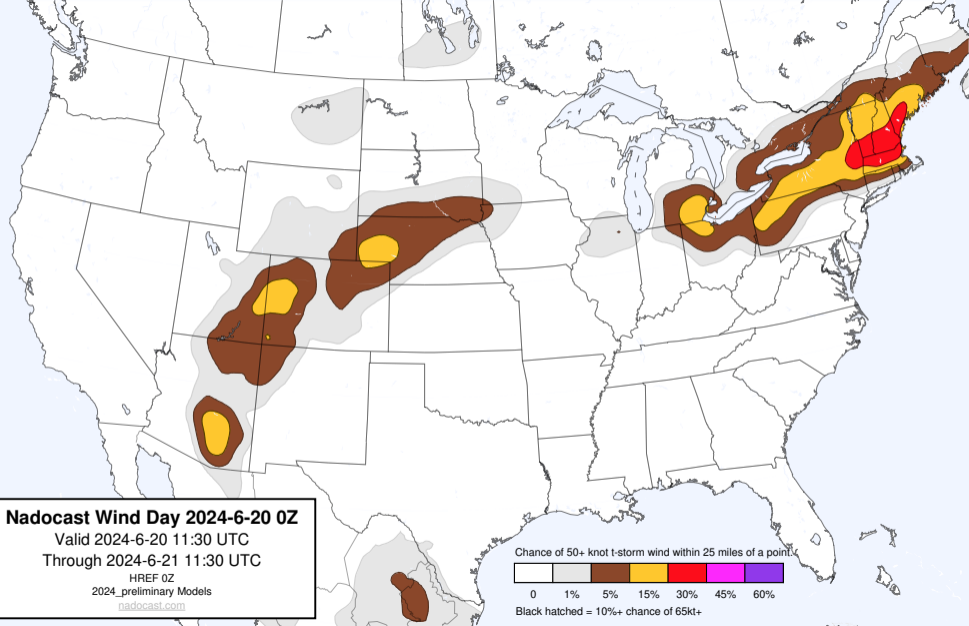 Nadocast Wind Day 2024-6-20 0Z
Valid 2024-6-20 11:30 UTC
Through 2024-6-21 11:30 UTC
HREF 0Z
2024_preliminary Models
nadocast.com
Chance of 50+ knot t-storm wind within 25 miles of a point.
0 1% 5% 15% 30% 45% 60%
Black hatched = 10%+ chance of 65kt+